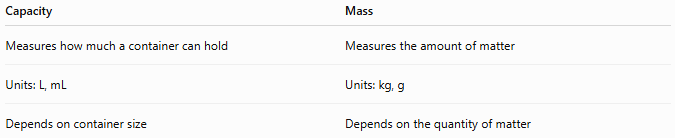 Capacity Mass
Measures how much a container can hold Measures the amount of matter
Units: L, mL Units: kg, g
Depends on container size Depends on the quantity of matter